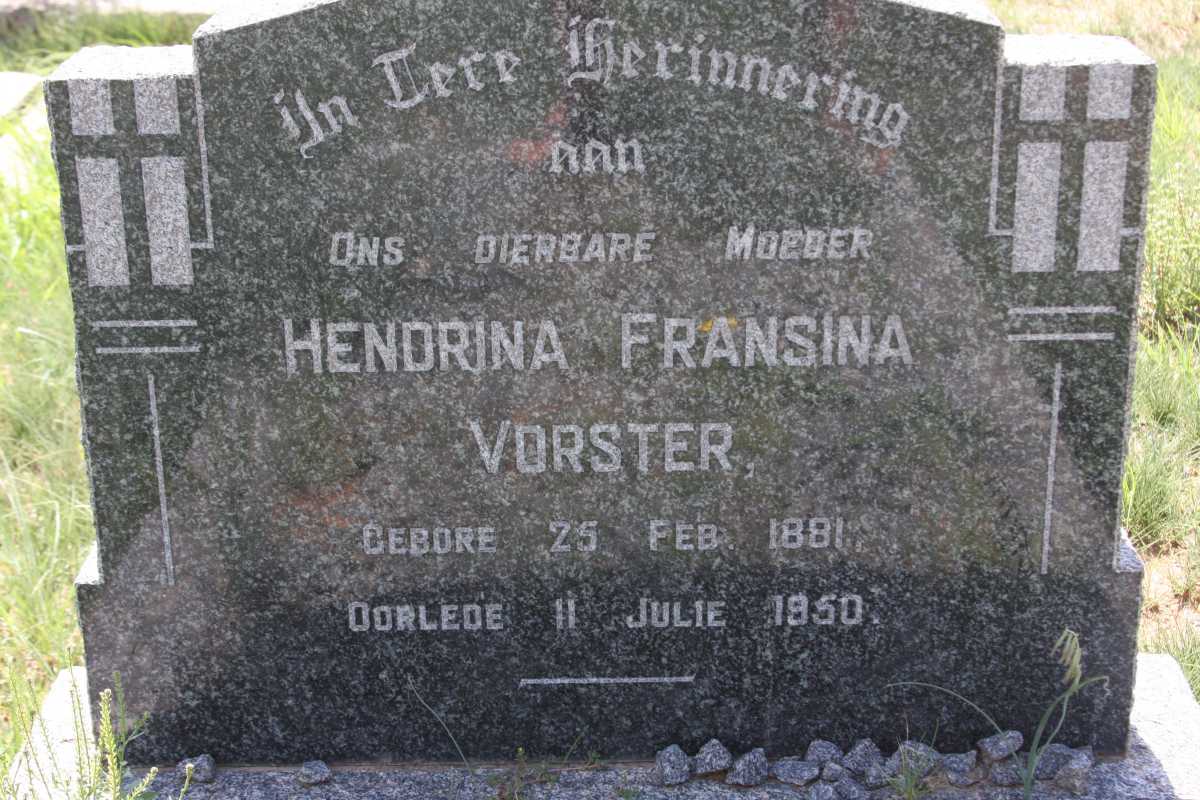 In Tere Herinnering
aan
ONS DIERBARE MOEDER
HENDRINA FRANSINA
VORSTER,
GEBORE 25 FEB. 1881.
OORLEDE 11 JULIE 1950.